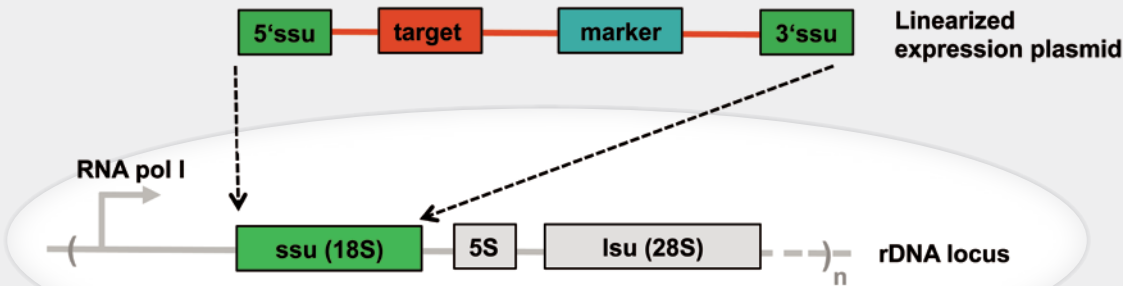 5‘ssu
target
marker
3‘ssu
Linearized
expression plasmid
RNA pol I
(
ssu (18S)
5S
lsu (28S)
)n
rDNA locus